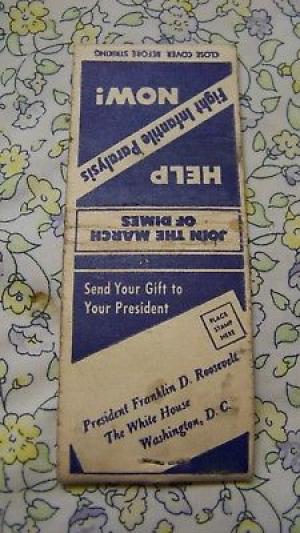 CLOSE COVER BEFORE STRIKING
HELP
Fight Infantile Paralysis
NOW!
JOIN THE MARCH
OF DIMES
Send Your Gift to
Your President
PLACE
STAMP
HERE
President Franklin D. Roosevelt
The White House
Washington, D. C.